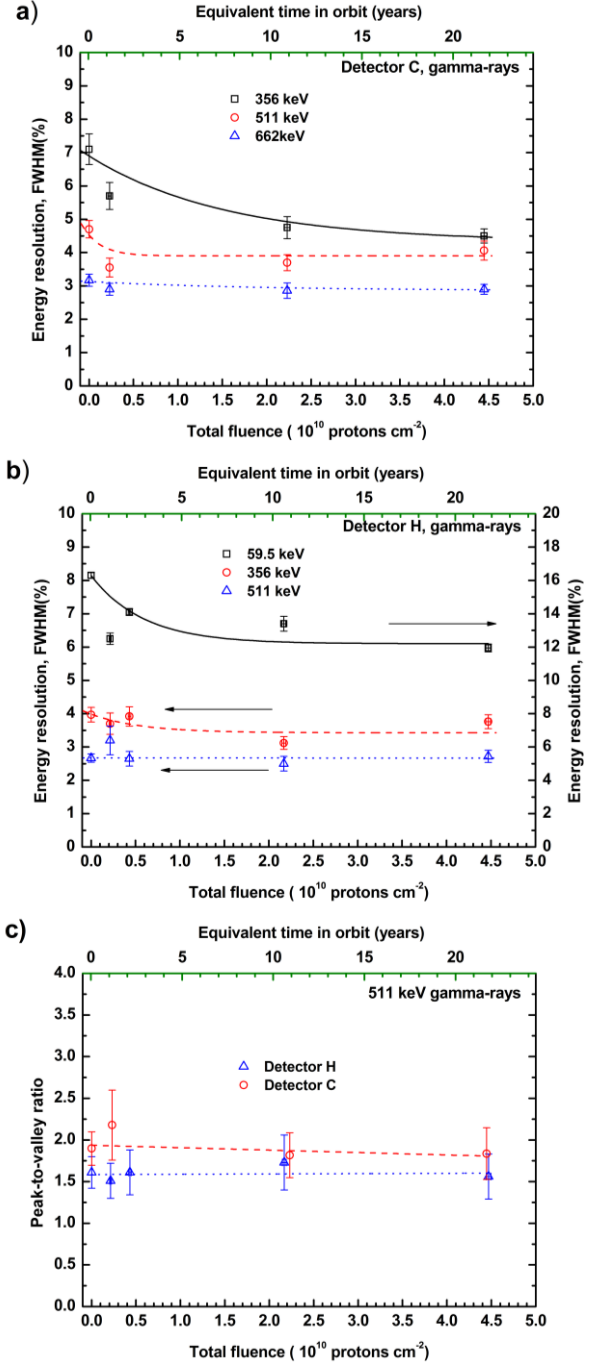 a)
Equivalent time in orbit (years)
0 5 10 15 20
Detector C, gamma-rays
356 keV
511 keV
662keV
Energy resolution, FWHM(%)
10
9
8
7
6
5
4
3
2
1
0
0.0 0.5 1.0 1.5 2.0 2.5 3.0 3.5 4.0 4.5 5.0
Total fluence ( 10¹⁰ protons cm⁻²)
b)
Equivalent time in orbit (years)
0 5 10 15 20
Detector H, gamma-rays
59.5 keV
356 keV
511 keV
Energy resolution, FWHM(%)
10
9
8
7
6
5
4
3
2
1
0
20
18
16
14
12
10
8
6
4
2
0
Energy resolution, FWHM(%)
0.0 0.5 1.0 1.5 2.0 2.5 3.0 3.5 4.0 4.5 5.0
Total fluence ( 10¹⁰ protons cm⁻²)
c)
Equivalent time in orbit (years)
0 5 10 15 20
511 keV gamma-rays
Detector H
Detector C
Peak-to-valley ratio
4.0
3.5
3.0
2.5
2.0
1.5
1.0
0.5
0.0
0.0 0.5 1.0 1.5 2.0 2.5 3.0 3.5 4.0 4.5 5.0
Total fluence ( 10¹⁰ protons cm⁻²)